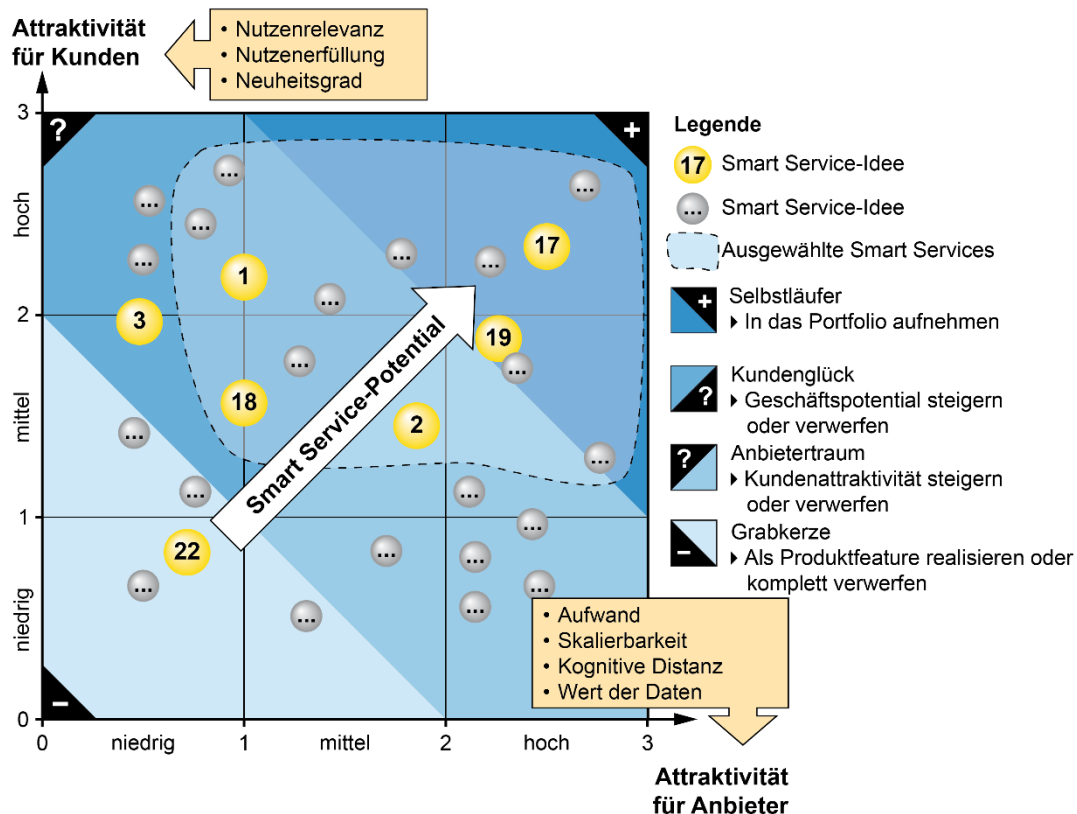 Attraktivität
für Kunden
• Nutzenrelevanz
• Nutzenerfüllung
• Neuheitsgrad
3
?
+
hoch
2
mittel
1
niedrig
0
–
...
...
...
...
1
3
18
...
...
...
...
...
17
19
...
2
...
...
...
22
...
...
...
...
...
...
...
...
Smart Service-Potential
0
niedrig
1
mittel
2
hoch
3
• Aufwand
• Skalierbarkeit
• Kognitive Distanz
• Wert der Daten
Attraktivität
für Anbieter
Legende
17 Smart Service-Idee
... Smart Service-Idee
Ausgewählte Smart Services
+ Selbstläufer
In das Portfolio aufnehmen
? Kundenglück
Geschäftspotential steigern
oder verwerfen
? Anbietertraum
Kundenattraktivität steigern
oder verwerfen
– Grabkerze
Als Produktfeature realisieren oder
komplett verwerfen